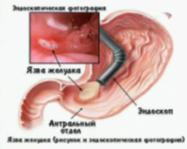 Эндоскопическая фотография
Язва желудка
Эндоскоп
Антральный
отдел
Язва желудка (рисунок и эндоскопическая фотография)